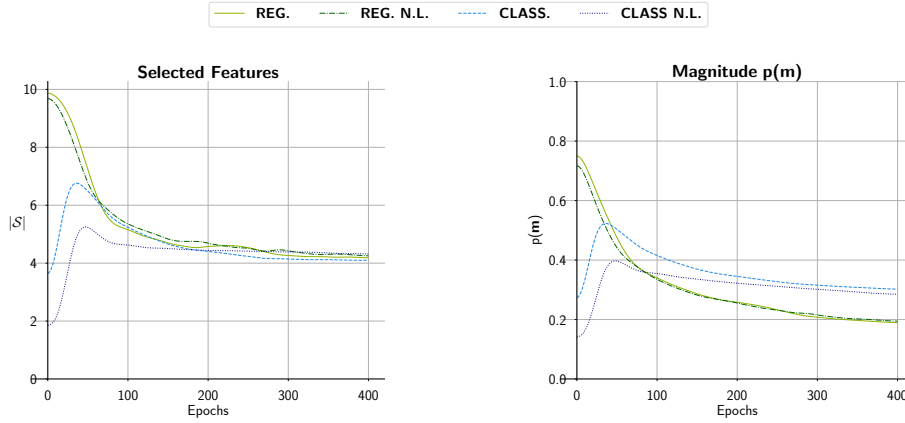 REG. REG. N.L. CLASS. CLASS N.L.
Selected Features
10
8
6
4
2
0
|𝒮|
0 100 200 300 400
Epochs
Magnitude p(m)
1.0
0.8
0.6
0.4
0.2
0.0
p(m)
0 100 200 300 400
Epochs